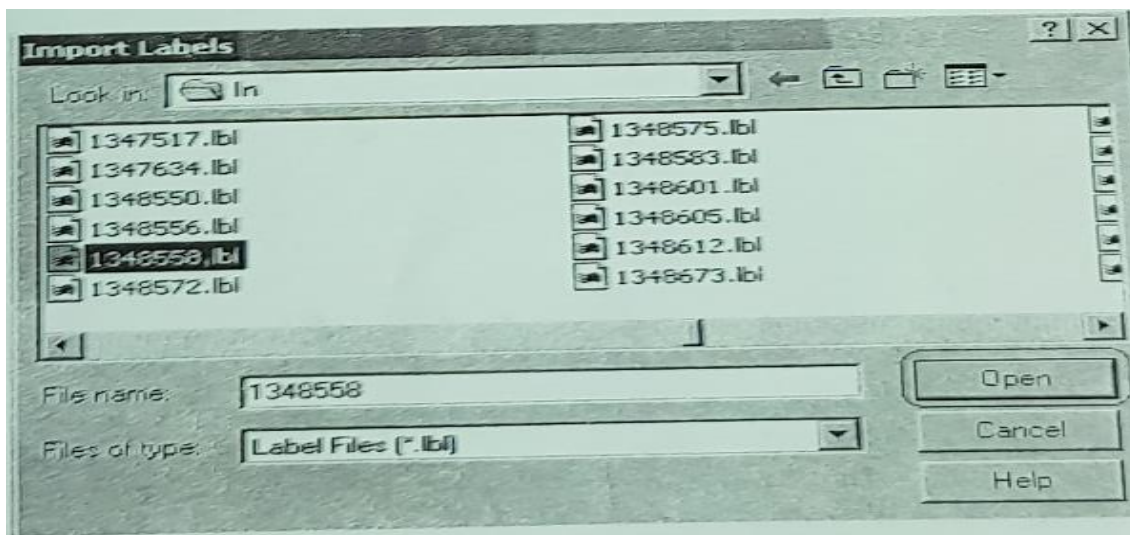 Import Labels
? X
Look in: In
1347517.lbl
1347634.lbl
1348550.lbl
1348556.lbl
1348558.lbl
1348572.lbl
1348575.lbl
1348583.lbl
1348601.lbl
1348605.lbl
1348612.lbl
1348673.lbl
File name: 1348558
Open
Files of type: Label Files (*.lbl)
Cancel
Help